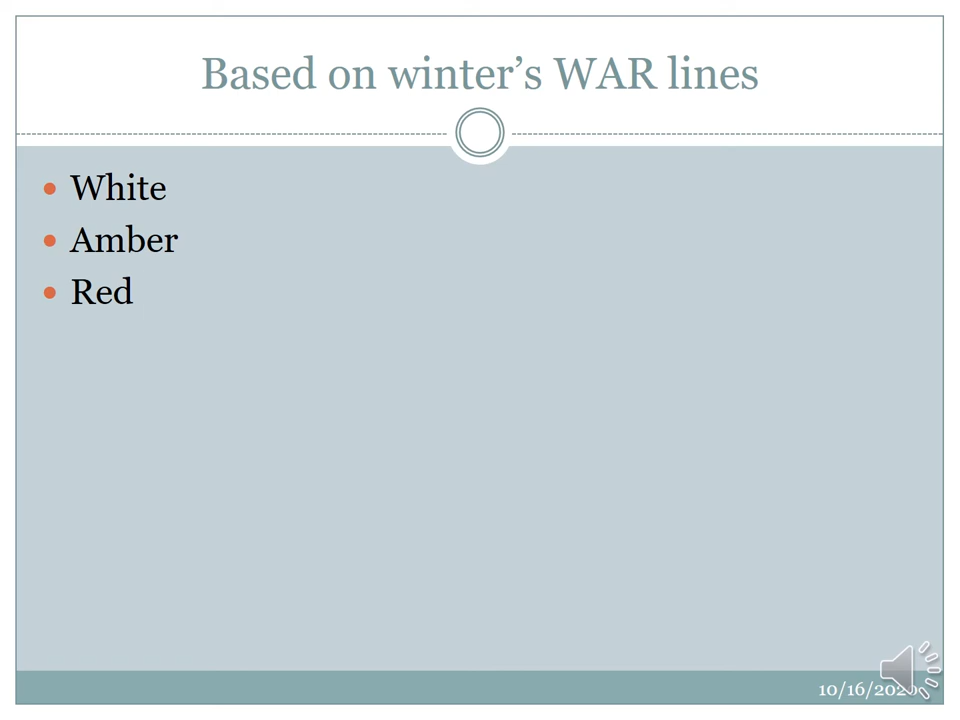 Based on winter’s WAR lines
White
Amber
Red
10/16/2020